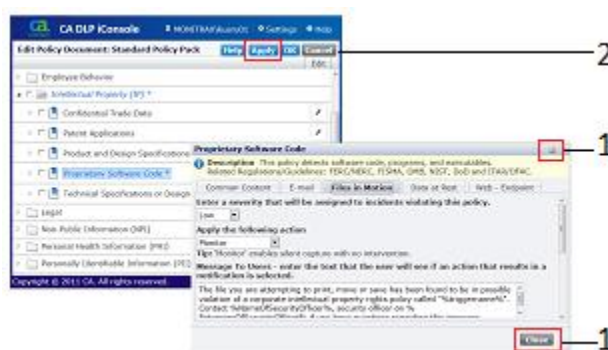 CA DLP iConsole
Settings
Help
Edit Policy Document: Standard Policy Pack
Help Apply OK Cancel
Edit
Employee Behavior
Intellectual Property (IP) *
Confidential Trade Data
Patent Applications
Product and Design Specifications
Proprietary Software Code *
Technical Specifications or Design
Legal
Non-Public Information (NPI)
Personal Health Information (PHI)
Personally Identifiable Information (PII)
Copyright © 2011 CA. All rights reserved.
Proprietary Software Code
Description This policy detects software code, programs, and executables.
Related Regulations/Guidelines: FERC/NERC, FISMA, OMB, NIST, DoD and ITAR/OFAC.
Common Content E-mail Files in Motion Data at Rest Web - Endpoint
Enter a severity that will be assigned to incidents violating this policy.
Low
Apply the following action
Monitor
Tip: 'Monitor' enables silent capture with no intervention.
Message To Users - enter the text that the user will see if an action that results in a
notification is selected.
The file you are attempting to print, move or save has been found to be in possible
violation of a corporate intellectual property rights policy called "%triggername%".
Contact %NameOfSecurityOfficer%, security officer on %
Close
2
1
1